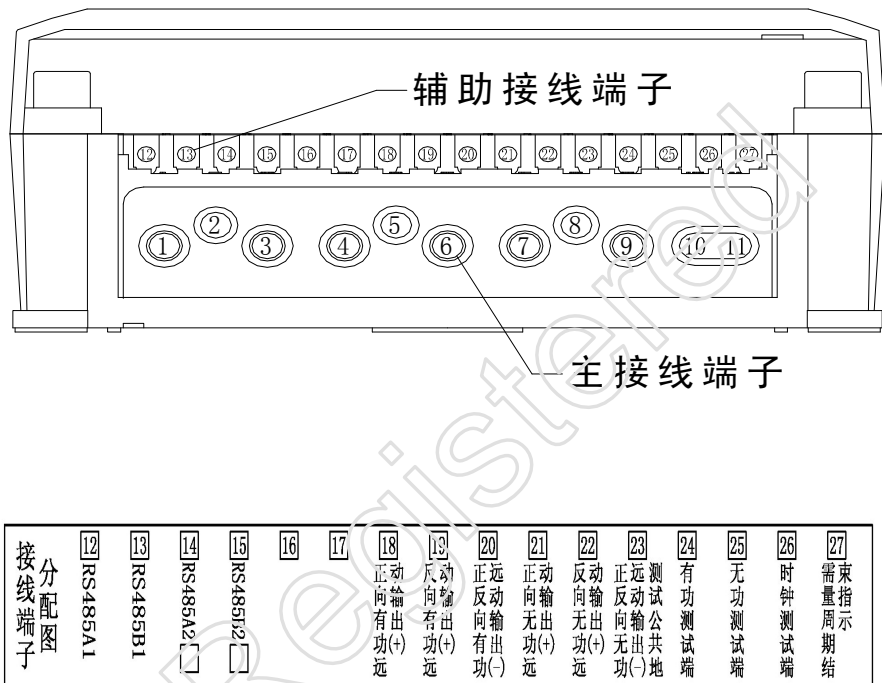 辅助接线端子
⑫ ⑬ ⑭ ⑮ ⑯ ⑰ ⑱ ⑲ ⑳ ㉑ ㉒ ㉓ ㉔ ㉕ ㉖ ㉗
① ② ③ ④ ⑤ ⑥ ⑦ ⑧ ⑨ 10 11
主接线端子
接线端子
分配图
12 RS485A1
13 RS485B1
14 RS485A2□
15 RS485B2□
16
17
18 正向有功远动输出(+)
19 反向有功远动输出(+)
20 正反向有功远动输出(-)
21 正向无功远动输出(+)
22 反向无功远动输出(+)
23 正反向无功远动输出(-)测试公共地
24 有功测试端
25 无功测试端
26 时钟测试端
27 需量周期结束指示
Registered